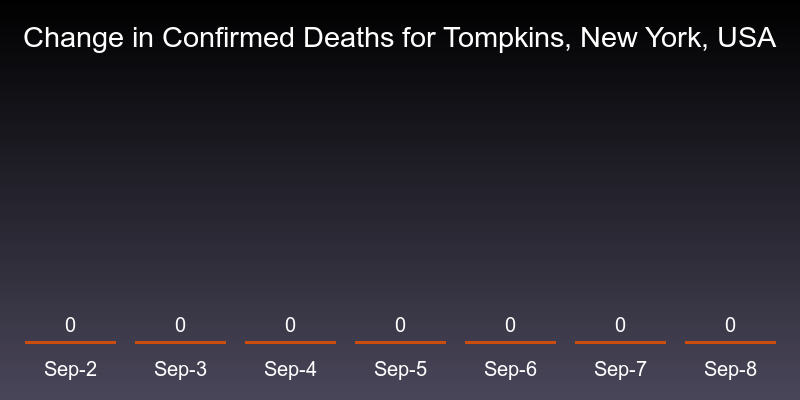 Change in Confirmed Deaths for Tompkins, New York, USA
0 0 0 0 0 0 0
Sep-2 Sep-3 Sep-4 Sep-5 Sep-6 Sep-7 Sep-8